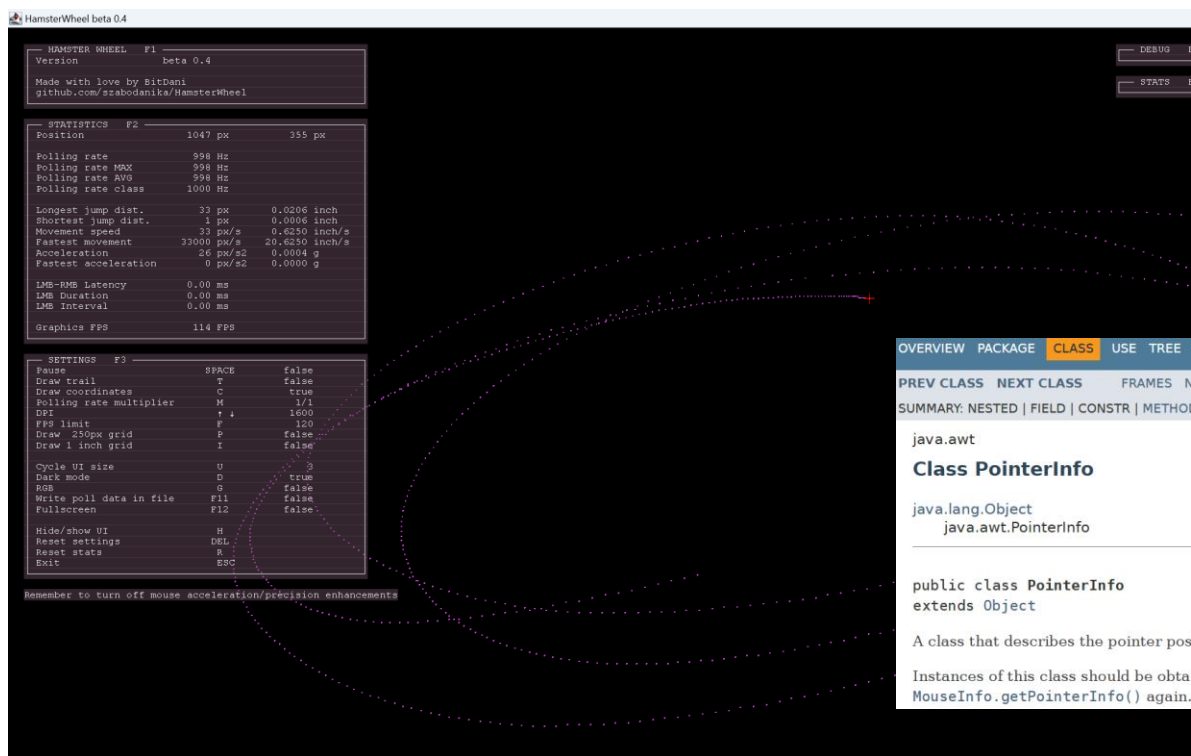 HamsterWheel beta 0.4
HAMSTER WHEEL F1
Version beta 0.4
Made with love by BitDani
github.com/szabodanika/HamsterWheel
STATISTICS F2
Position 1047 px 355 px
Polling rate 998 Hz
Polling rate MAX 998 Hz
Polling rate AVG 998 Hz
Polling rate class 1000 Hz
Longest jump dist. 33 px 0.0206 inch
Shortest jump dist. 1 px 0.0006 inch
Movement speed 33 px/s 0.6250 inch/s
Fastest movement 33000 px/s 20.6250 inch/s
Acceleration 26 px/s2 0.0004 g
Fastest acceleration 0 px/s2 0.0000 g
LMB-RMB Latency 0.00 ms
LMB Duration 0.00 ms
LMB Interval 0.00 ms
Graphics FPS 114 FPS
SETTINGS F3
Pause SPACE false
Draw trail T false
Draw coordinates C true
Polling rate multiplier M 1/1
DPI ↑ ↓ 1600
FPS limit F 120
Draw 250px grid P false
Draw 1 inch grid I false
Cycle UI size U 3
Dark mode D true
RGB G false
Write poll data in file F11 false
Fullscreen F12 false
Hide/show UI H
Reset settings DEL
Reset stats R
Exit ESC
Remember to turn off mouse acceleration/precision enhancements
DEBUG
STATS
OVERVIEW PACKAGE CLASS USE TREE
PREV CLASS NEXT CLASS FRAMES
SUMMARY: NESTED | FIELD | CONSTR | METHOD
java.awt
Class PointerInfo
java.lang.Object
java.awt.PointerInfo
public class PointerInfo
extends Object
A class that describes the pointer pos
Instances of this class should be obta
MouseInfo.getPointerInfo() again.